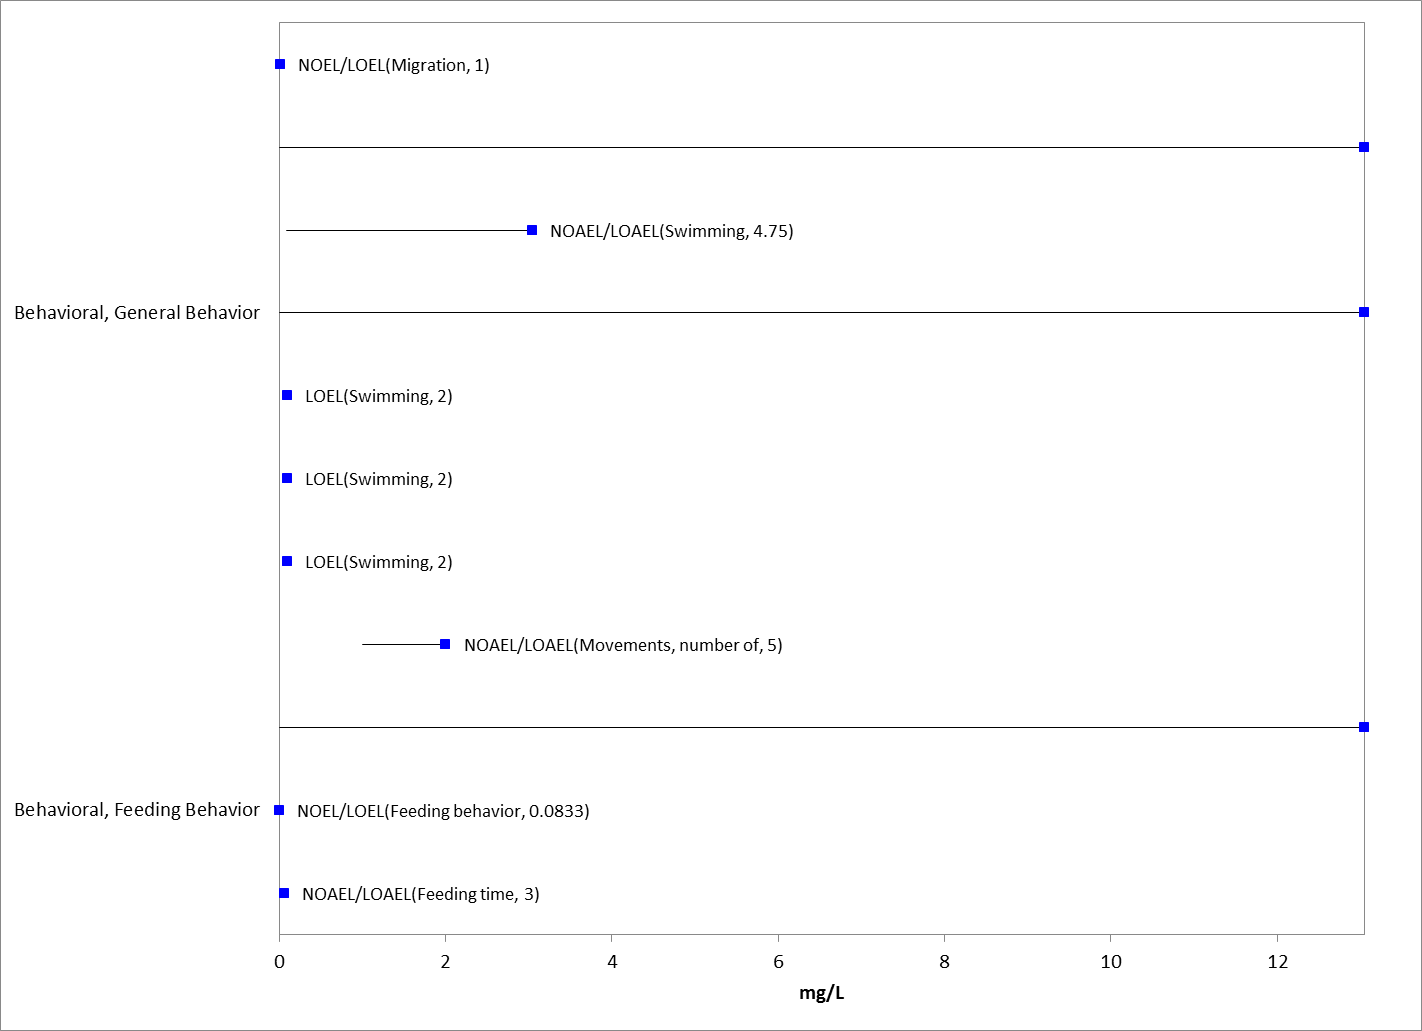 NOEL/LOEL(Migration, 1)
NOAEL/LOAEL(Swimming, 4.75)
Behavioral, General Behavior
LOEL(Swimming, 2)
LOEL(Swimming, 2)
LOEL(Swimming, 2)
NOAEL/LOAEL(Movements, number of, 5)
Behavioral, Feeding Behavior
NOEL/LOEL(Feeding behavior, 0.0833)
NOAEL/LOAEL(Feeding time, 3)
0 2 4 6 8 10 12
mg/L